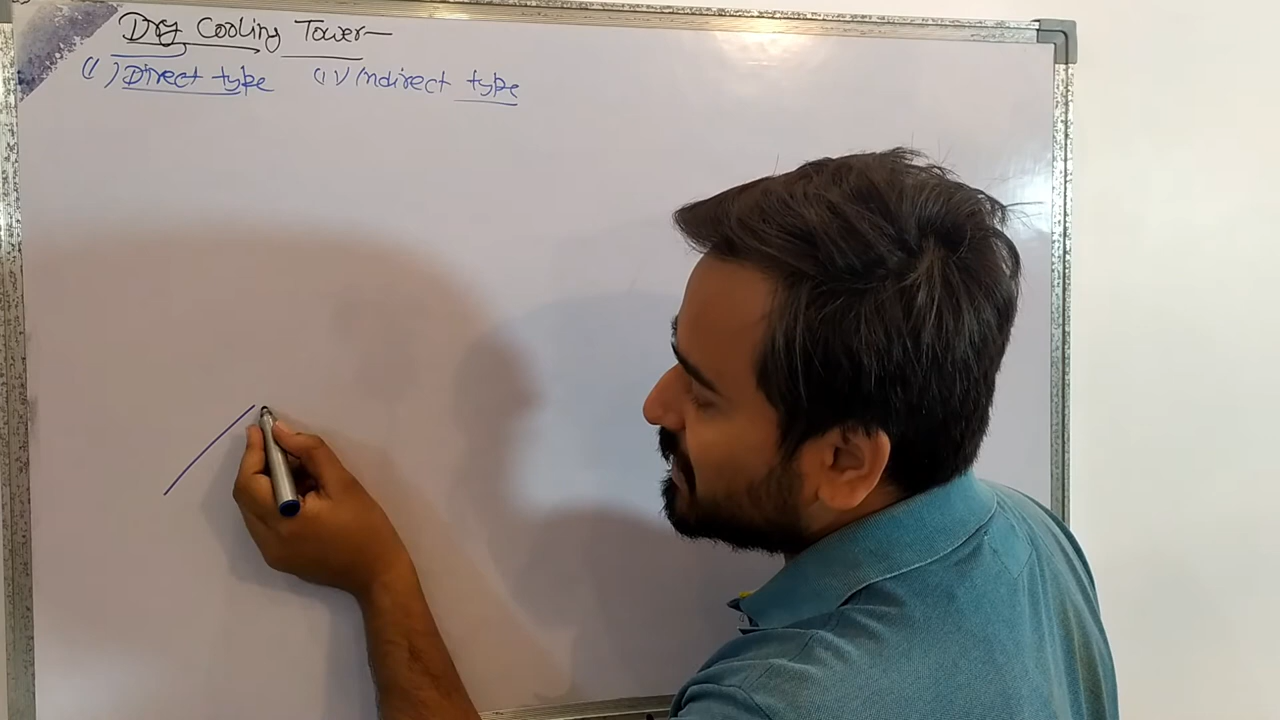 Dry Cooling Tower—
(i) Direct type (ii) Indirect type